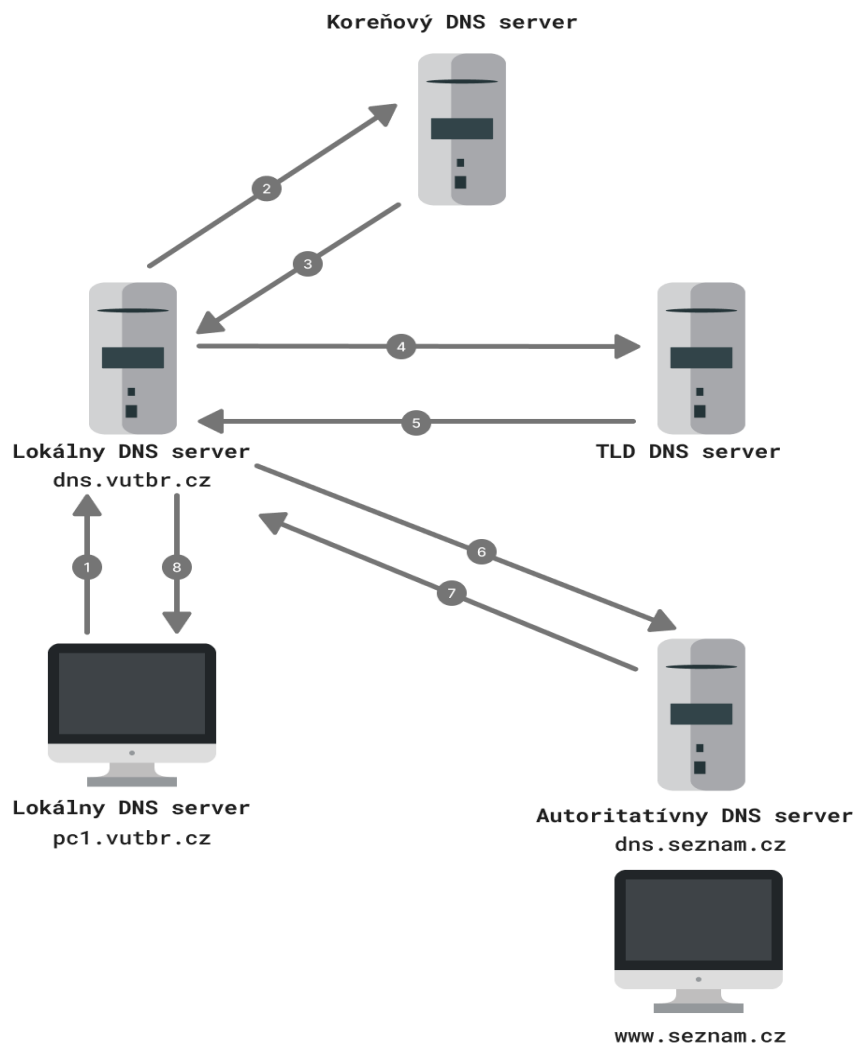 Koreňový DNS server
2
3
4
5
Lokálny DNS server
dns.vutbr.cz
TLD DNS server
6
1
8
7
Lokálny DNS server
pc1.vutbr.cz
Autoritatívny DNS server
dns.seznam.cz
www.seznam.cz